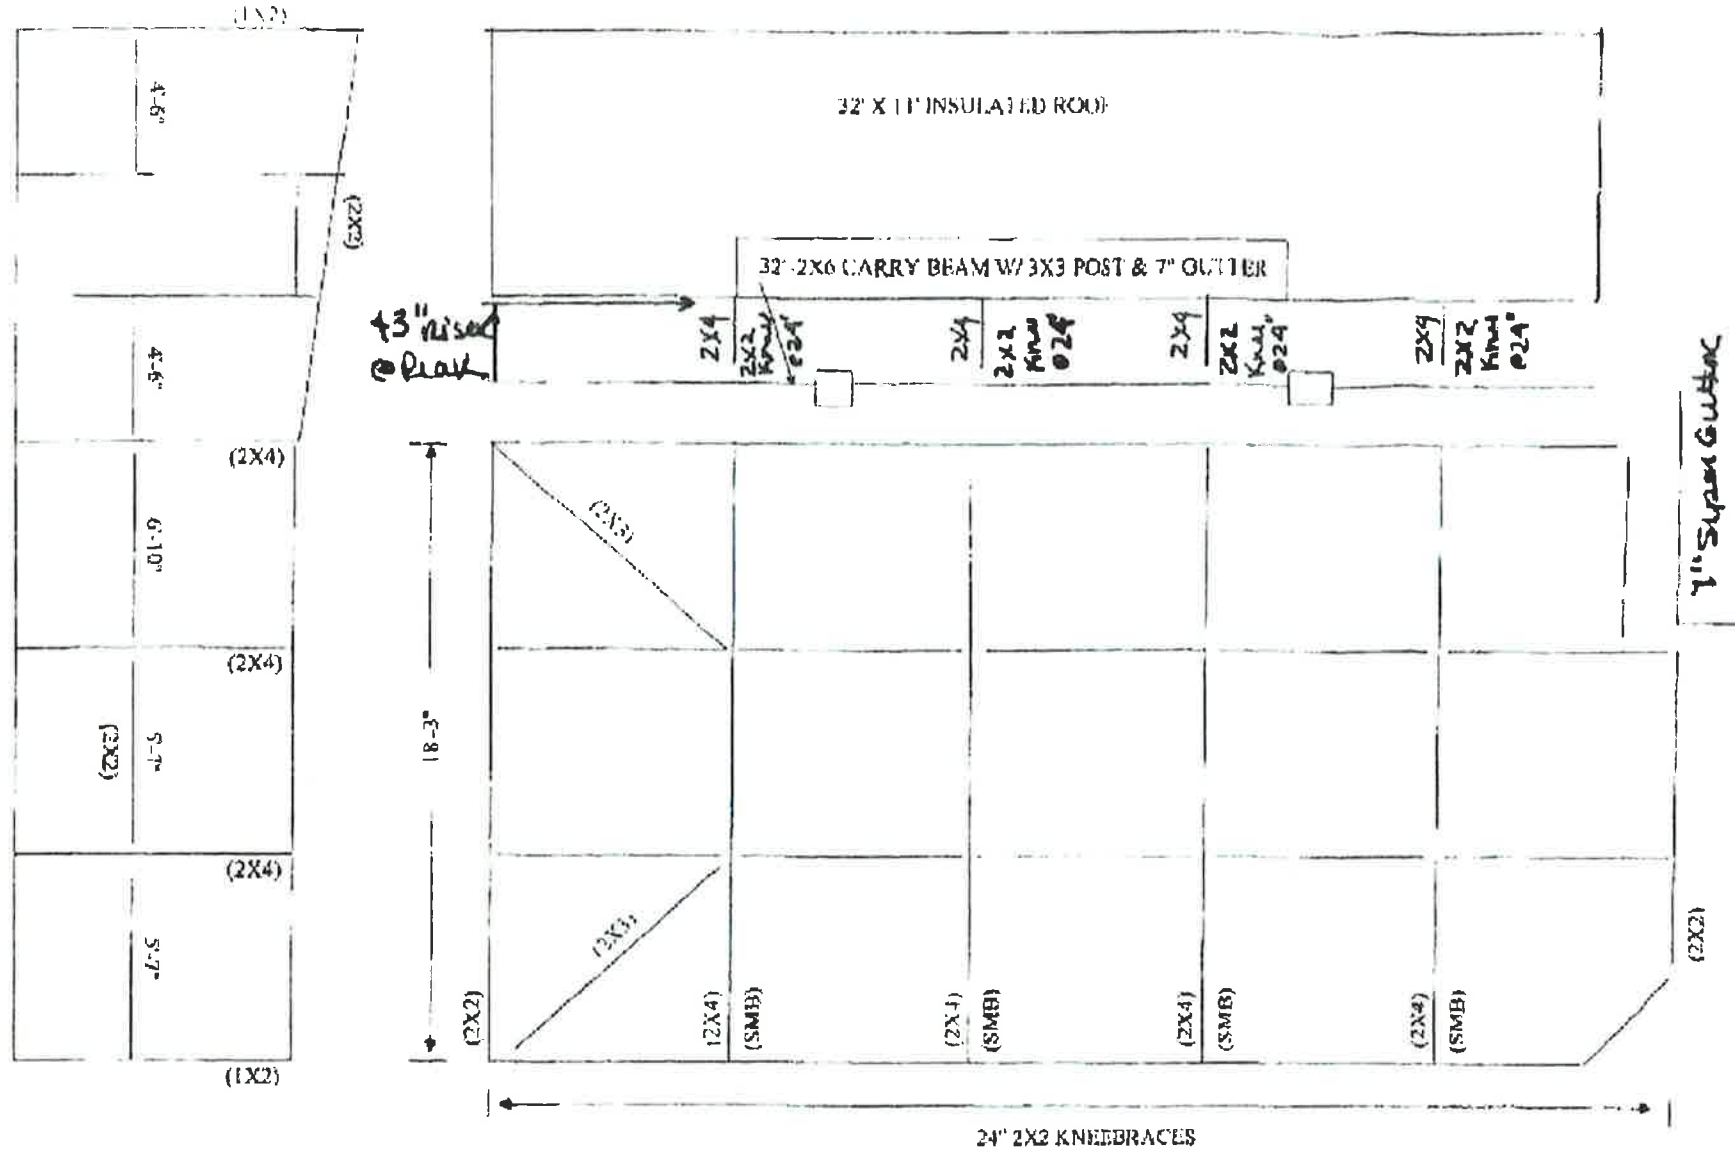 (1X2)
4'-6"
(2X2)
4'-6"
(2X4)
6'-10"
(2X4)
(2X2)
5'-7"
(2X4)
5'-7"
(1X2)
32' X 11' INSULATED ROOF
32'-2X6 CARRY BEAM W/ 3X3 POST & 7" GUTTER
43" Rise
@ Peak
2X4
2X2
Knee
@24"
2X4
2X2
Knee
@24"
2X4
2X2
Knee
@24"
2X4
2X2
Knee
@24"
7" Super Gutter
18'-3"
(2X3)
(2X3)
(2X2)
(2X4)
(SMB)
(2X4)
(SMB)
(2X4)
(SMB)
(2X4)
(SMB)
(2X2)
24" 2X2 KNEEBRACES